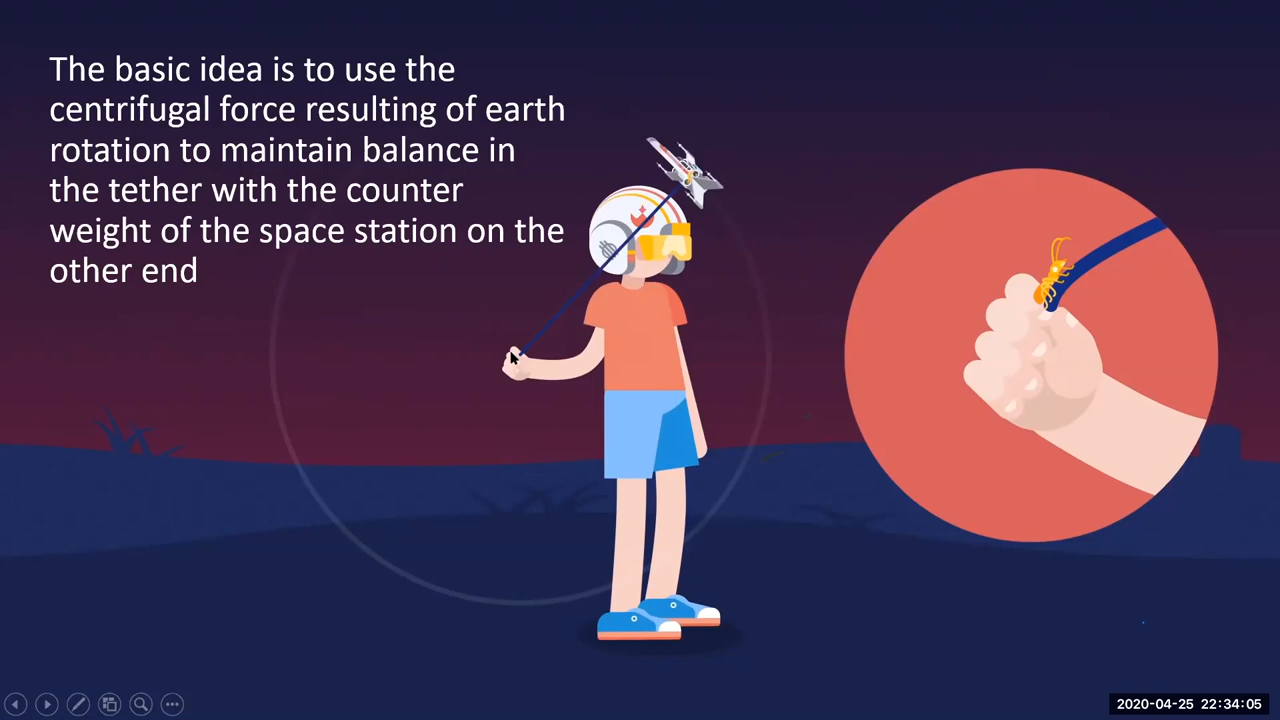 The basic idea is to use the
centrifugal force resulting of earth
rotation to maintain balance in
the tether with the counter
weight of the space station on the
other end
2020-04-25 22:34:05